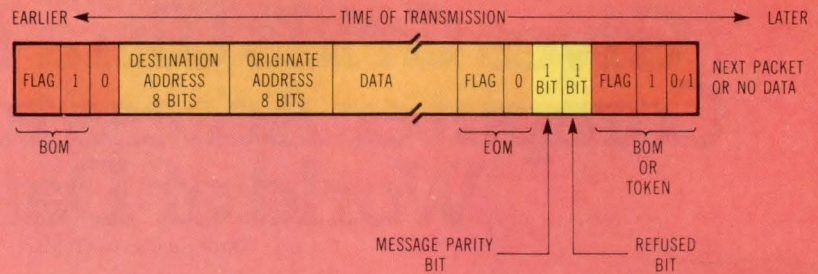 EARLIER TIME OF TRANSMISSION LATER
FLAG 1 0 DESTINATION ADDRESS 8 BITS ORIGINATE ADDRESS 8 BITS DATA FLAG 0 1 BIT 1 BIT FLAG 1 0/1 NEXT PACKET OR NO DATA
BOM EOM BOM OR TOKEN
MESSAGE PARITY BIT REFUSED BIT